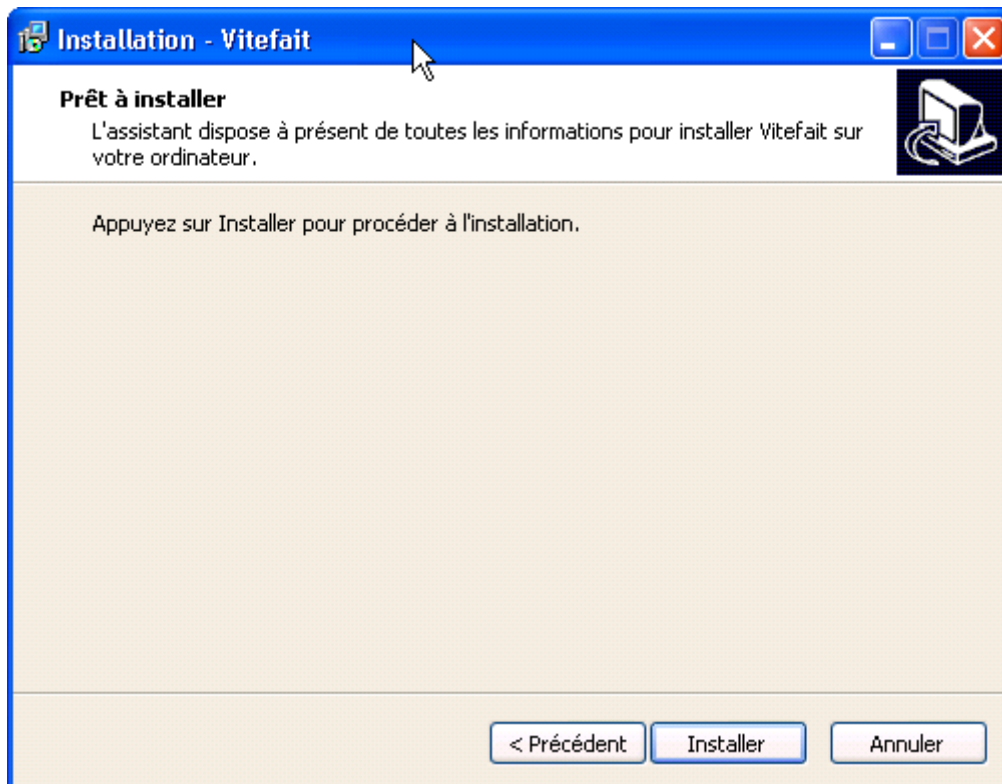 Installation - Vitefait
Prêt à installer
L'assistant dispose à présent de toutes les informations pour installer Vitefait sur
votre ordinateur.
Appuyez sur Installer pour procéder à l'installation.
< Précédent
Installer
Annuler